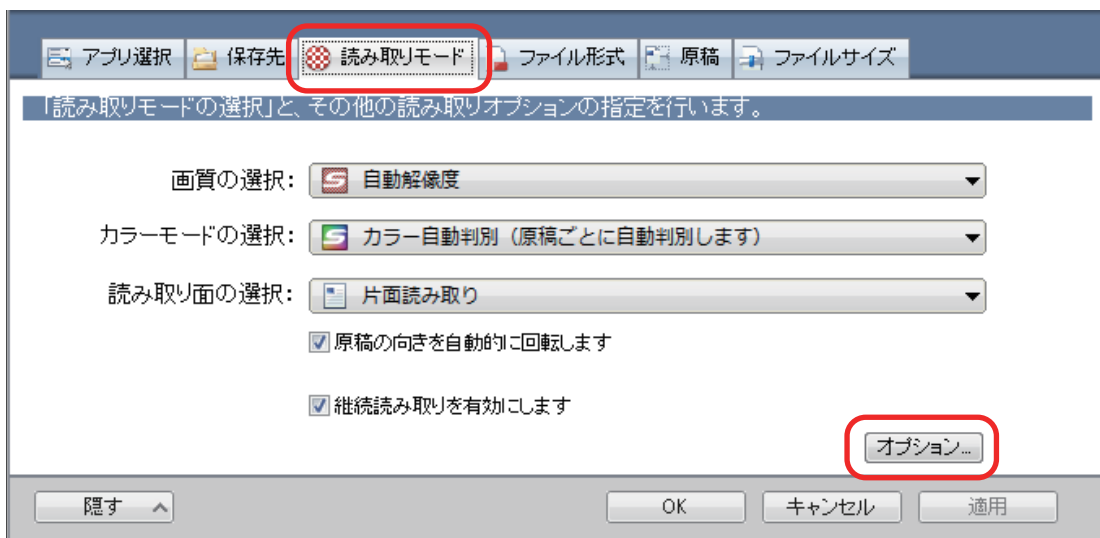 アプリ選択 保存先 読み取りモード ファイル形式 原稿 ファイルサイズ
「読み取りモードの選択」と、その他の読み取りオプションの指定を行います。
画質の選択: 自動解像度
カラーモードの選択: カラー自動判別（原稿ごとに自動判別します）
読み取り面の選択: 片面読み取り
原稿の向きを自動的に回転します
継続読み取りを有効にします
オプション...
隠す OK キャンセル 適用